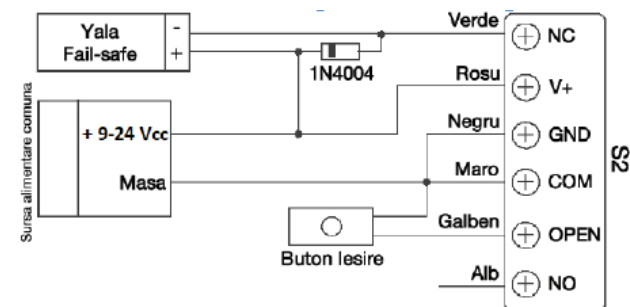 Yala
Fail-safe
-
+
1N4004
Sursa alimentare comuna
+ 9-24 Vcc
Masa
Buton Iesire
Verde
NC
Rosu
V+
Negru
GND
Maro
COM
Galben
OPEN
Alb
NO
S2